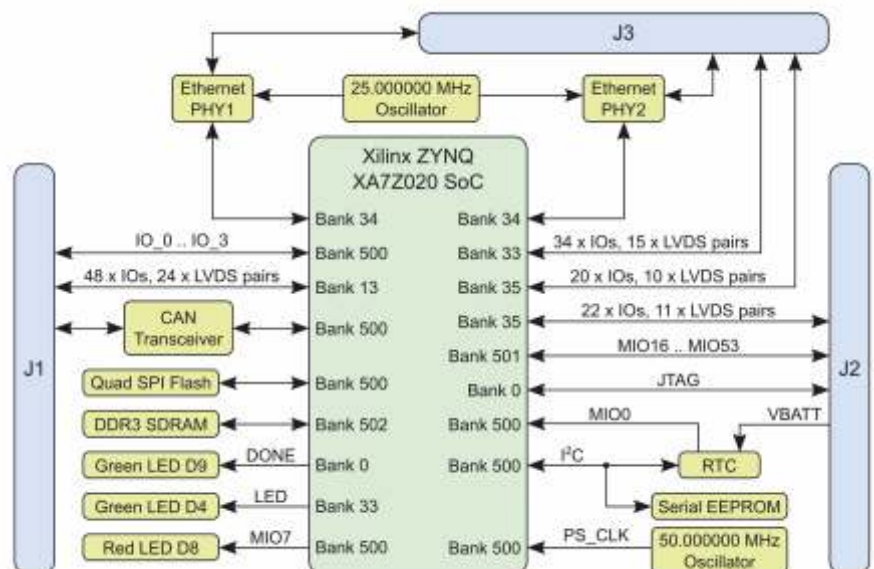 J3
Ethernet
PHY1
25.000000 MHz
Oscillator
Ethernet
PHY2
Xilinx ZYNQ
XA7Z020 SoC
Bank 34
Bank 34
IO_0 .. IO_3
Bank 500
Bank 33
34 x IOs, 15 x LVDS pairs
48 x IOs, 24 x LVDS pairs
Bank 13
Bank 35
20 x IOs, 10 x LVDS pairs
CAN
Transceiver
Bank 500
Bank 35
22 x IOs, 11 x LVDS pairs
Bank 501
MIO16 .. MIO53
J1
J2
Quad SPI Flash
Bank 500
Bank 0
JTAG
DDR3 SDRAM
Bank 502
Bank 500
MIO0
VBATT
Green LED D9
DONE
Bank 0
Bank 500
I²C
RTC
Green LED D4
LED
Bank 33
Serial EEPROM
Red LED D8
MIO7
Bank 500
Bank 500
PS_CLK
50.000000 MHz
Oscillator